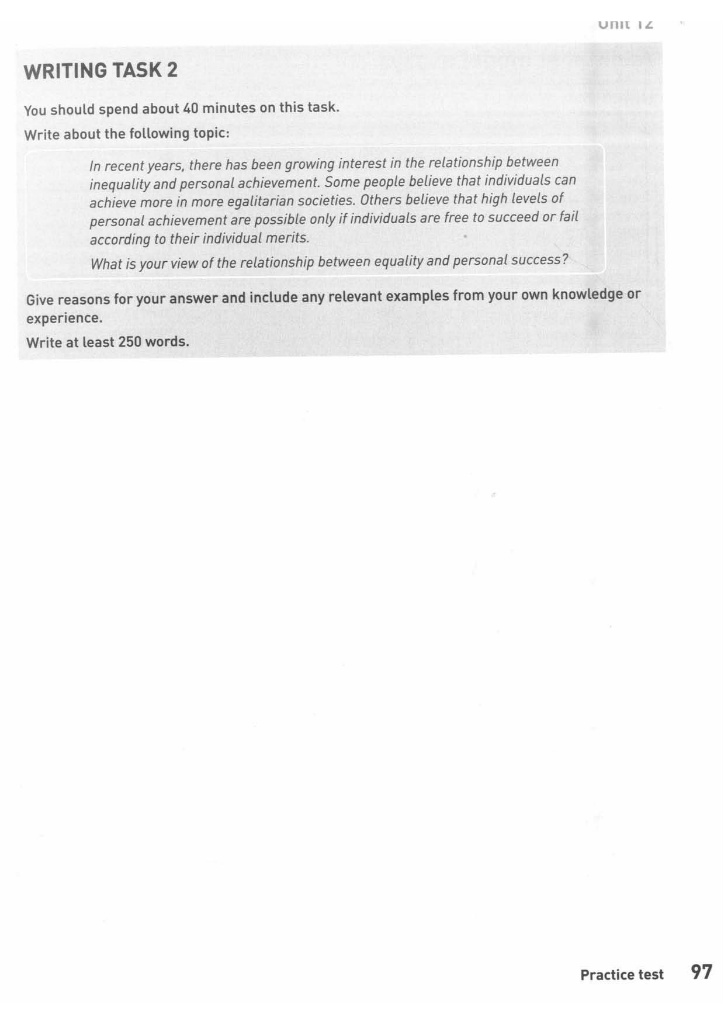 Unit 12
WRITING TASK 2
You should spend about 40 minutes on this task.
Write about the following topic:
In recent years, there has been growing interest in the relationship between
inequality and personal achievement. Some people believe that individuals can
achieve more in more egalitarian societies. Others believe that high levels of
personal achievement are possible only if individuals are free to succeed or fail
according to their individual merits.
What is your view of the relationship between equality and personal success?
Give reasons for your answer and include any relevant examples from your own knowledge or
experience.
Write at least 250 words.
Practice test 97